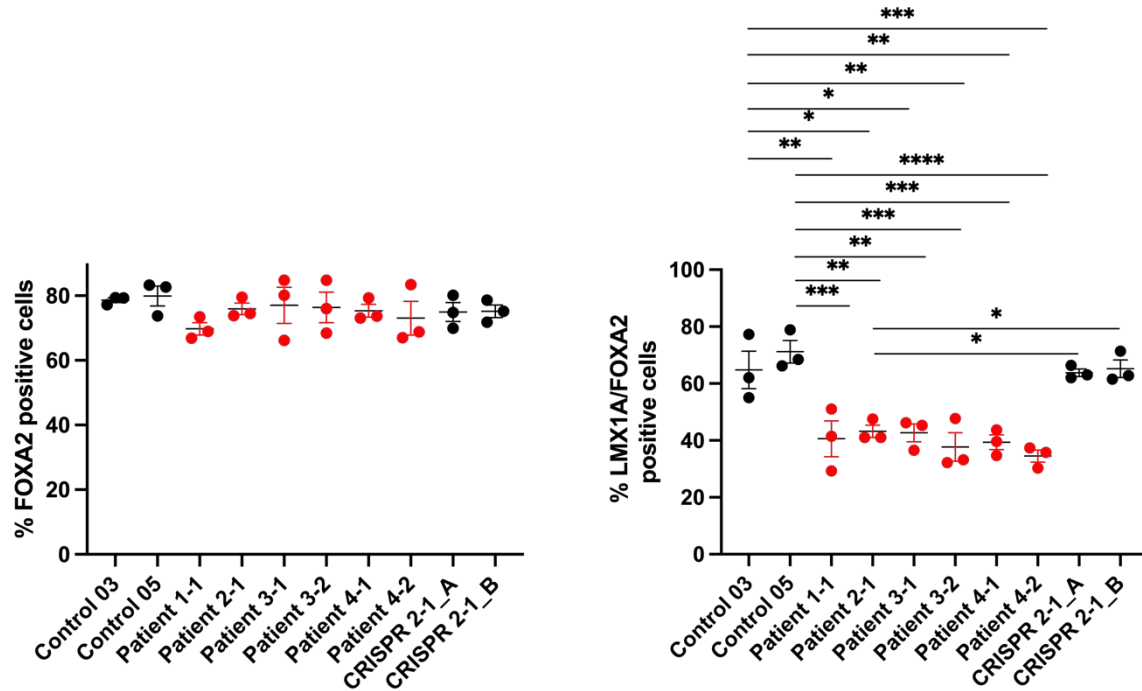 % FOXA2 positive cells
80
60
40
20
0
Control 03
Control 05
Patient 1-1
Patient 2-1
Patient 3-1
Patient 3-2
Patient 4-1
Patient 4-2
CRISPR 2-1_A
CRISPR 2-1_B
***
**
**
*
*
**
****
***
***
**
**
***
*
*
% LMX1A/FOXA2
positive cells
100
80
60
40
20
0
Control 03
Control 05
Patient 1-1
Patient 2-1
Patient 3-1
Patient 3-2
Patient 4-1
Patient 4-2
CRISPR 2-1_A
CRISPR 2-1_B